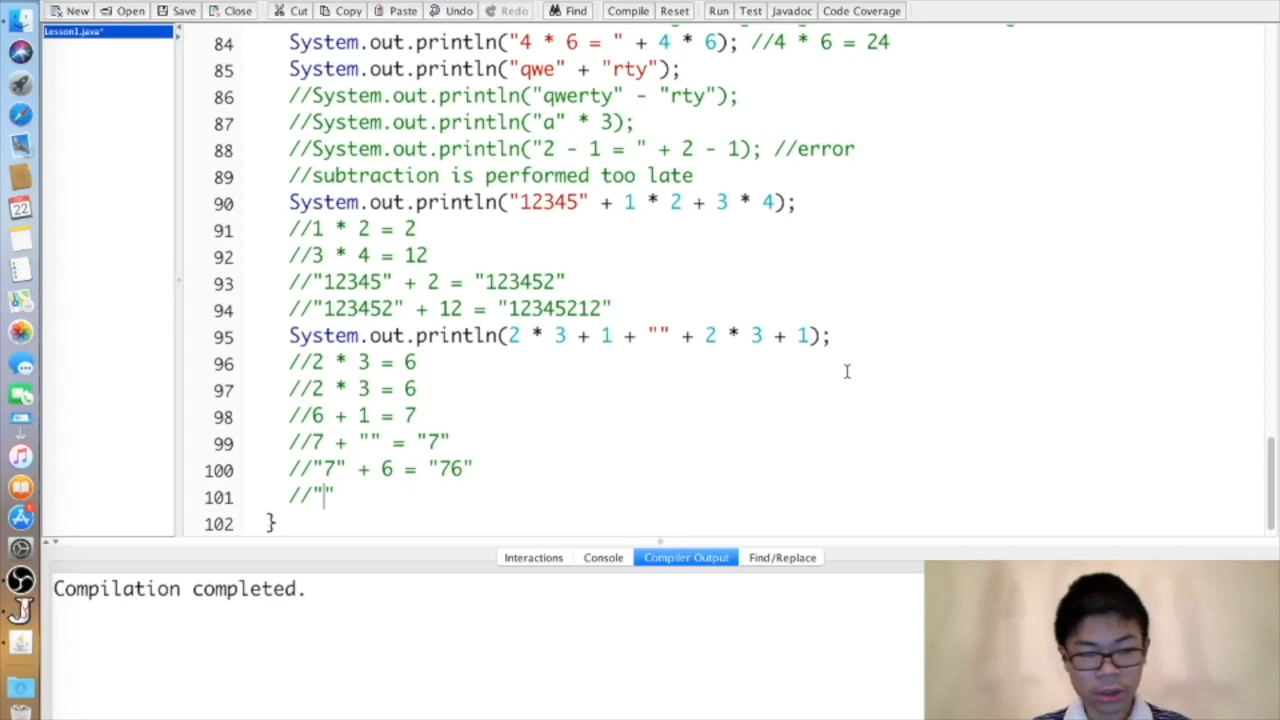 New Open Save Close Cut Copy Paste Undo Redo Find Compile Reset Run Test Javadoc Code Coverage
Lesson1.java*
84 System.out.println("4 * 6 = " + 4 * 6); //4 * 6 = 24
85 System.out.println("qwe" + "rty");
86 //System.out.println("qwerty" - "rty");
87 //System.out.println("a" * 3);
88 //System.out.println("2 - 1 = " + 2 - 1); //error
89 //subtraction is performed too late
90 System.out.println("12345" + 1 * 2 + 3 * 4);
91 //1 * 2 = 2
92 //3 * 4 = 12
93 //"12345" + 2 = "123452"
94 //"123452" + 12 = "12345212"
95 System.out.println(2 * 3 + 1 + "" + 2 * 3 + 1);
96 //2 * 3 = 6
97 //2 * 3 = 6
98 //6 + 1 = 7
99 //7 + "" = "7"
100 //"7" + 6 = "76"
101 //""
102 }
Interactions Console Compiler Output Find/Replace
Compilation completed.
22